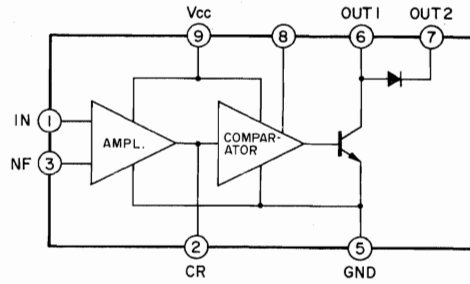 Vcc
OUT 1
OUT 2
9
8
6
7
IN
1
AMPL.
COMPAR-
ATOR
NF
3
2
5
CR
GND